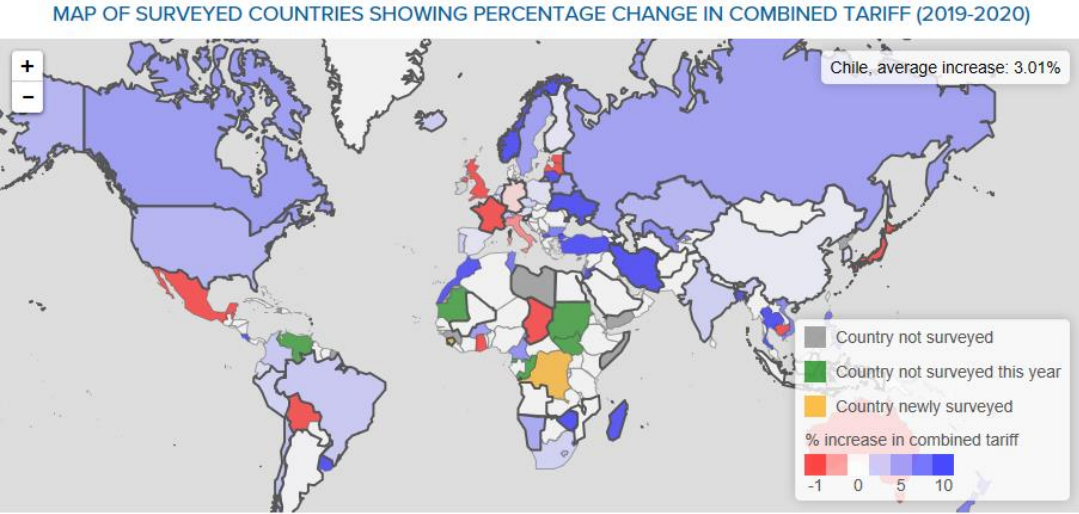 MAP OF SURVEYED COUNTRIES SHOWING PERCENTAGE CHANGE IN COMBINED TARIFF (2019-2020)
+
−
Chile, average increase: 3.01%
Country not surveyed
Country not surveyed this year
Country newly surveyed
% increase in combined tariff
-1 0 5 10